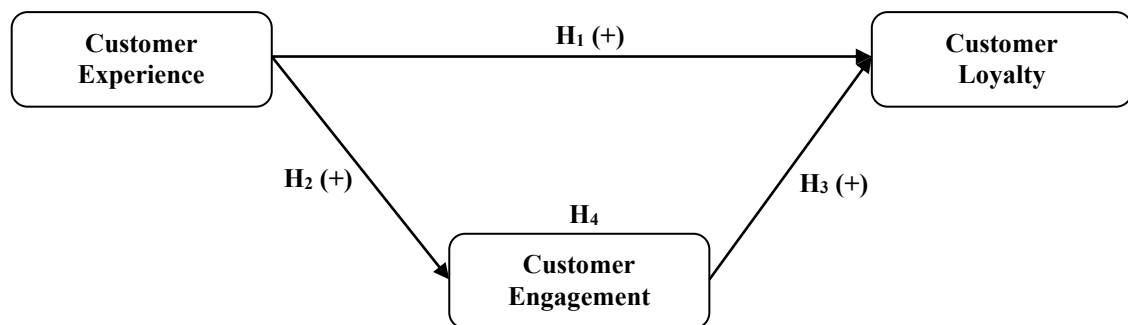 Customer
Experience
H₁ (+)
Customer
Loyalty
H₂ (+)
H₃ (+)
H₄
Customer
Engagement